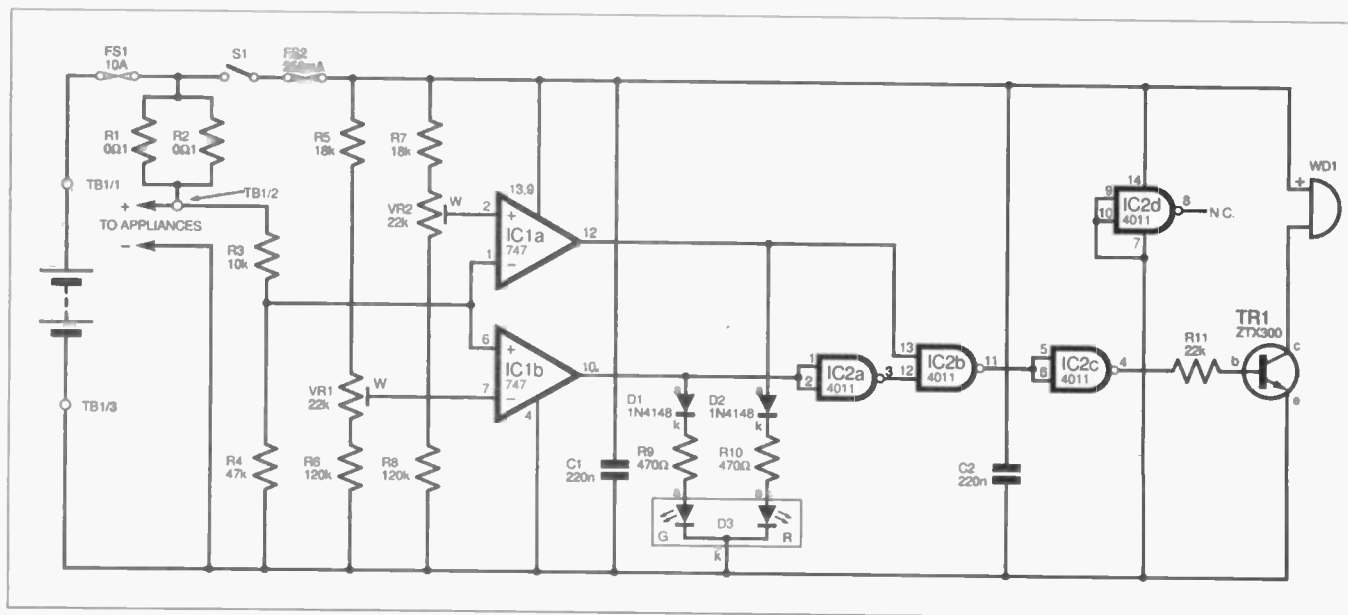 FS1
10A
S1
FS2
250mA
R1
0Ω1
R2
0Ω1
TB1/1
TB1/2
+
TO APPLIANCES
−
R3
10k
R5
18k
R7
18k
VR2
22k
W
2
+
13,9
IC1a
747
12
1
−
6
+
IC1b
747
10
7
−
4
VR1
22k
W
TB1/3
R4
47k
R6
120k
R8
120k
C1
220n
a
D1
1N4148
k
R9
470Ω
a
D2
1N4148
k
R10
470Ω
a
a
G
D3
R
k
1
2
IC2a
4011
3
13
12
IC2b
4011
11
5
6
IC2c
4011
4
C2
220n
14
9
10
IC2d
4011
8
N.C.
7
R11
22k
TR1
ZTX300
b
c
e
WD1
+